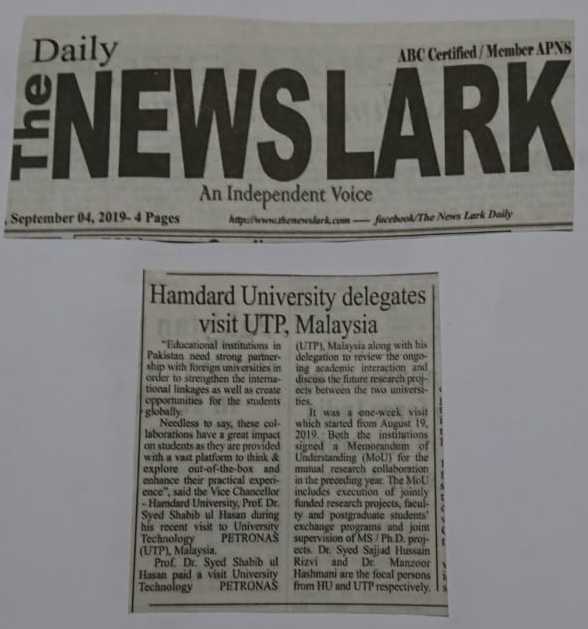 Daily
ABC Certified / Member APNS
The NEWS LARK
An Independent Voice
, September 04, 2019- 4 Pages
http://www.thenewslark.com — facebook/The News Lark Daily
Hamdard University delegates
visit UTP, Malaysia
"Educational institutions in
Pakistan need strong partner-
ship with foreign universities in
order to strengthen the interna-
tional linkages as well as create
opportunities for the students
globally.
Needless to say, these col-
laborations have a great impact
on students as they are provided
with a vast platform to think &
explore out-of-the-box and
enhance their practical experi-
ence", said the Vice Chancellor
- Hamdard University, Prof. Dr.
Syed Shabib ul Hasan during
his recent visit to University
Technology PETRONAS
(UTP), Malaysia.
Prof. Dr. Syed Shabib ul
Hasan paid a visit University
Technology PETRONAS
(UTP), Malaysia along with his
delegation to review the ongo-
ing academic interaction and
discuss the future research proj-
ects between the two universi-
ties.
It was a one-week visit
which started from August 19,
2019. Both the institutions
signed a Memorandum of
Understanding (MoU) for the
mutual research collaboration
in the preceding year. The MoU
includes execution of jointly
funded research projects, facul-
ty and postgraduate students'
exchange programs and joint
supervision of MS / Ph.D. proj-
ects. Dr. Syed Sajjad Hussain
Rizvi and Dr. Manzoor
Hashmani are the focal persons
from HU and UTP respectively.